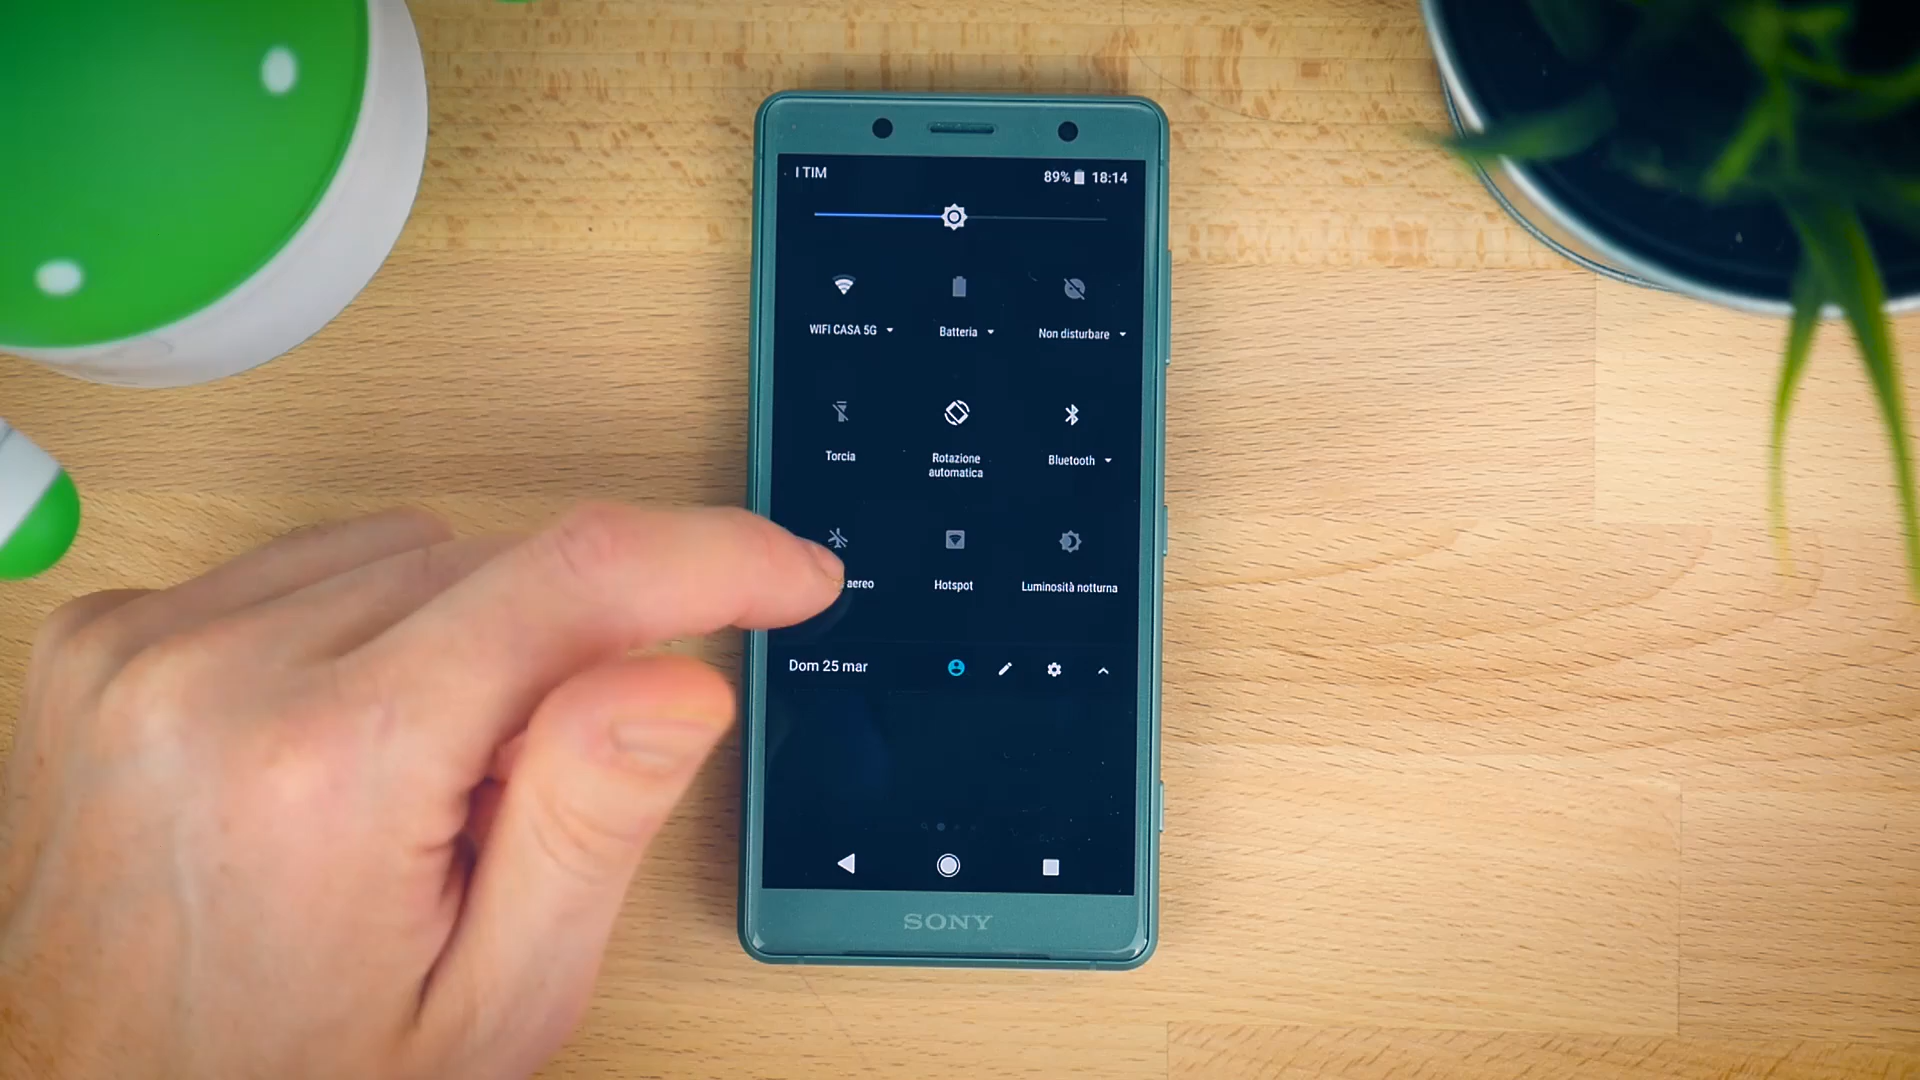 I TIM
89% 18:14
WIFI CASA 5G
Batteria
Non disturbare
Torcia
Rotazione
automatica
Bluetooth
aereo
Hotspot
Luminosità notturna
Dom 25 mar
SONY